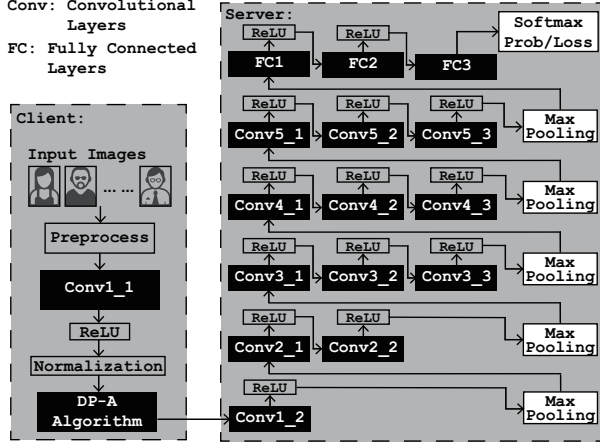 Conv: Convolutional
Layers
FC: Fully Connected
Layers
Client:
Input Images
... ...
Preprocess
Conv1_1
ReLU
Normalization
DP-A
Algorithm
Server:
ReLU ReLU Softmax
Prob/Loss
FC1 FC2 FC3
ReLU ReLU ReLU
Conv5_1 Conv5_2 Conv5_3
Max
Pooling
ReLU ReLU ReLU
Conv4_1 Conv4_2 Conv4_3
Max
Pooling
ReLU ReLU ReLU
Conv3_1 Conv3_2 Conv3_3
Max
Pooling
ReLU ReLU
Conv2_1 Conv2_2
Max
Pooling
ReLU
Conv1_2
Max
Pooling